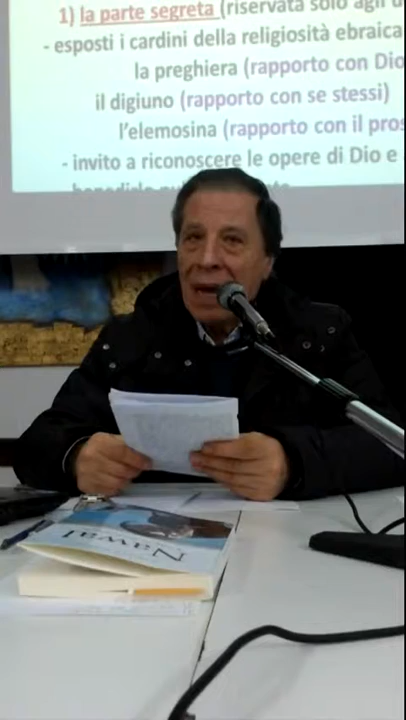 1) la parte segreta (riservata solo agli
- esposti i cardini della religiosità ebraica
la preghiera (rapporto con Dio
il digiuno (rapporto con se stessi)
l'elemosina (rapporto con il pros
- invito a riconoscere le opere di Dio e
Nawal